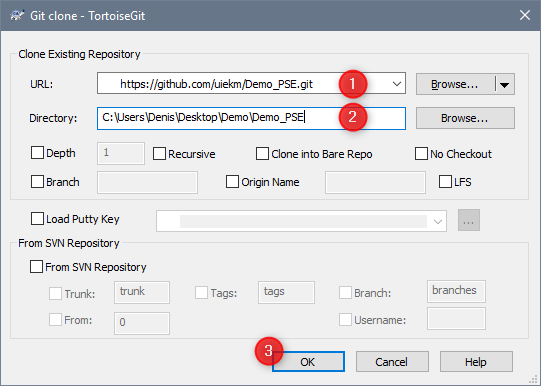 Git clone - TortoiseGit
Clone Existing Repository
URL: https://github.com/uiekm/Demo_PSE.git 1 Browse...
Directory: C:\Users\Denis\Desktop\Demo\Demo_PSE 2 Browse...
Depth 1 Recursive Clone into Bare Repo No Checkout
Branch Origin Name LFS
Load Putty Key ...
From SVN Repository
From SVN Repository
Trunk: trunk Tags: tags Branch: branches
From: 0 Username:
3 OK Cancel Help